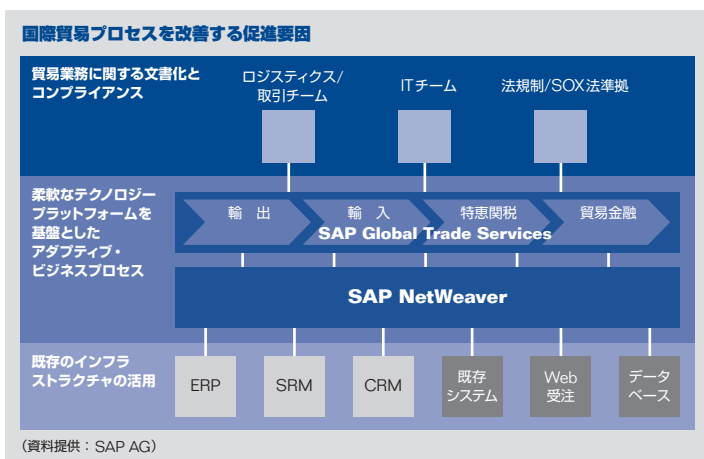 国際貿易プロセスを改善する促進要因
貿易業務に関する文書化と
コンプライアンス
ロジスティクス/
取引チーム
ITチーム
法規制/SOX法準拠
柔軟なテクノロジー
プラットフォームを
基盤とした
アダプティブ・
ビジネスプロセス
輸 出
輸 入
特恵関税
貿易金融
SAP Global Trade Services
SAP NetWeaver
既存のインフラ
ストラクチャの活用
ERP
SRM
CRM
既存
システム
Web
受注
データ
ベース
（資料提供：SAP AG）